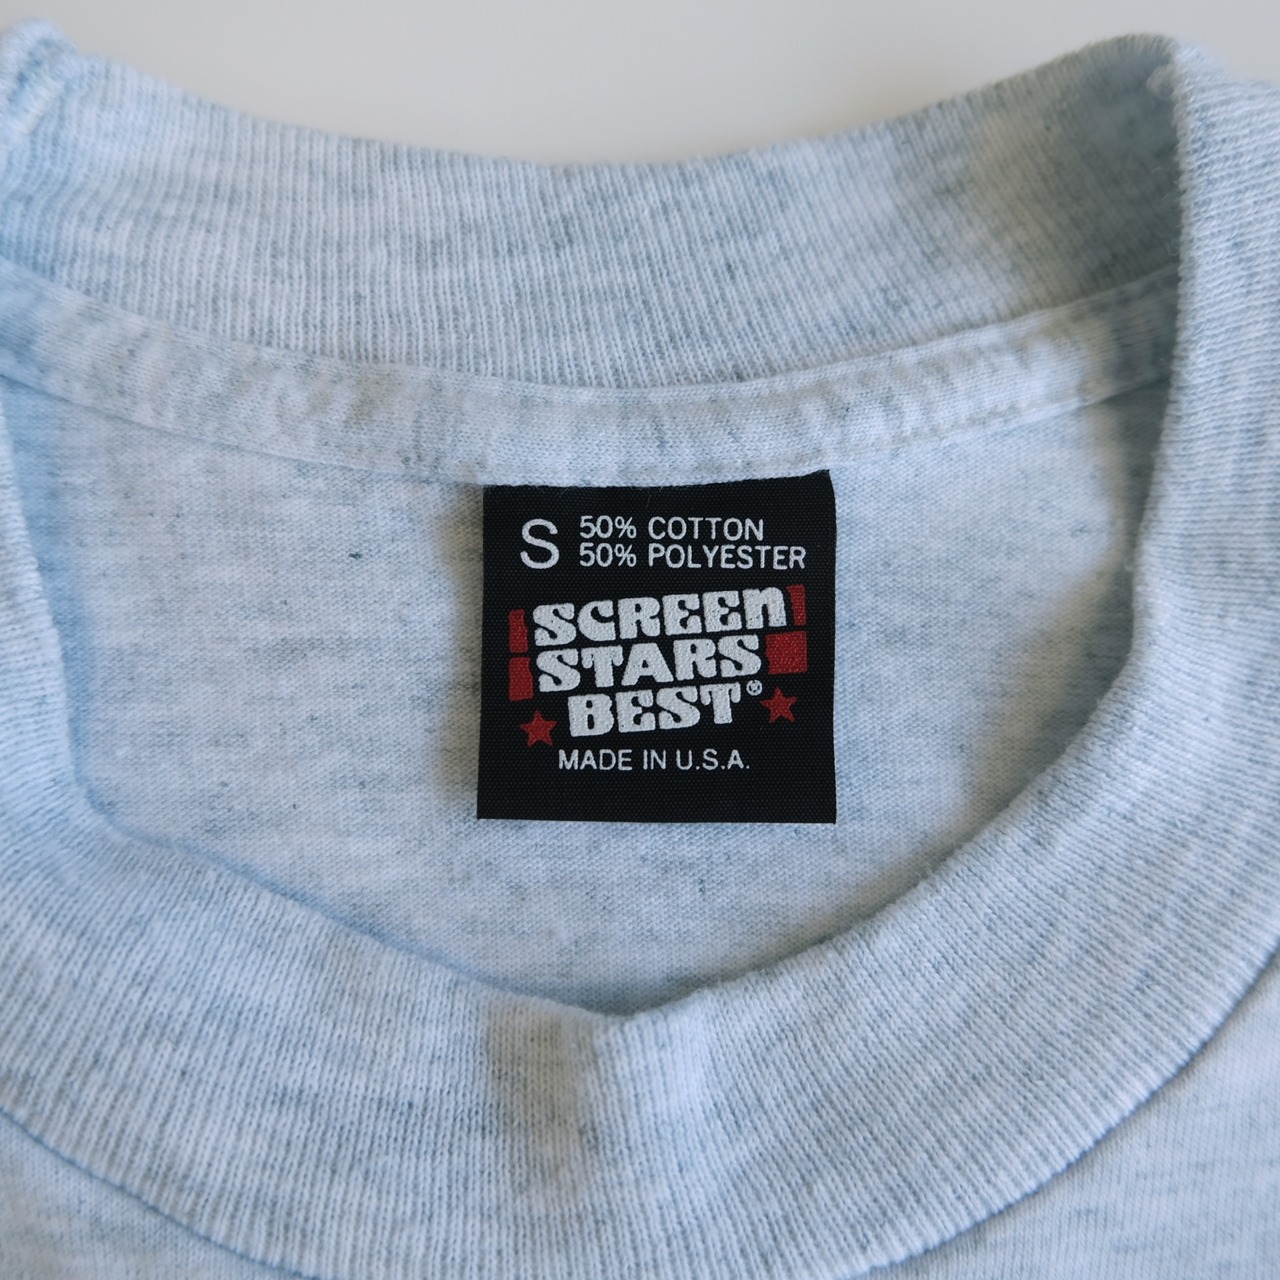 S 50% COTTON
50% POLYESTER
SCREEN
STARS
BEST®
MADE IN U.S.A.